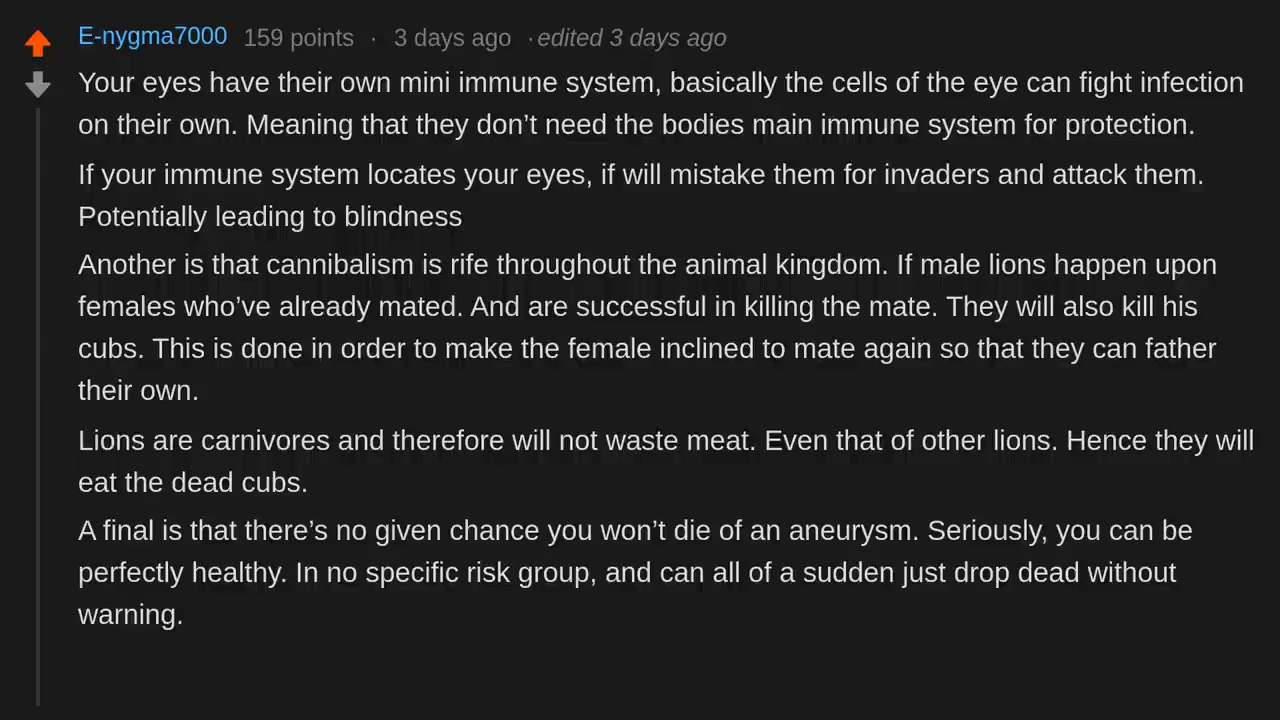 E-nygma7000 159 points · 3 days ago · edited 3 days ago
Your eyes have their own mini immune system, basically the cells of the eye can fight infection
on their own. Meaning that they don’t need the bodies main immune system for protection.
If your immune system locates your eyes, if will mistake them for invaders and attack them.
Potentially leading to blindness
Another is that cannibalism is rife throughout the animal kingdom. If male lions happen upon
females who’ve already mated. And are successful in killing the mate. They will also kill his
cubs. This is done in order to make the female inclined to mate again so that they can father
their own.
Lions are carnivores and therefore will not waste meat. Even that of other lions. Hence they will
eat the dead cubs.
A final is that there’s no given chance you won’t die of an aneurysm. Seriously, you can be
perfectly healthy. In no specific risk group, and can all of a sudden just drop dead without
warning.